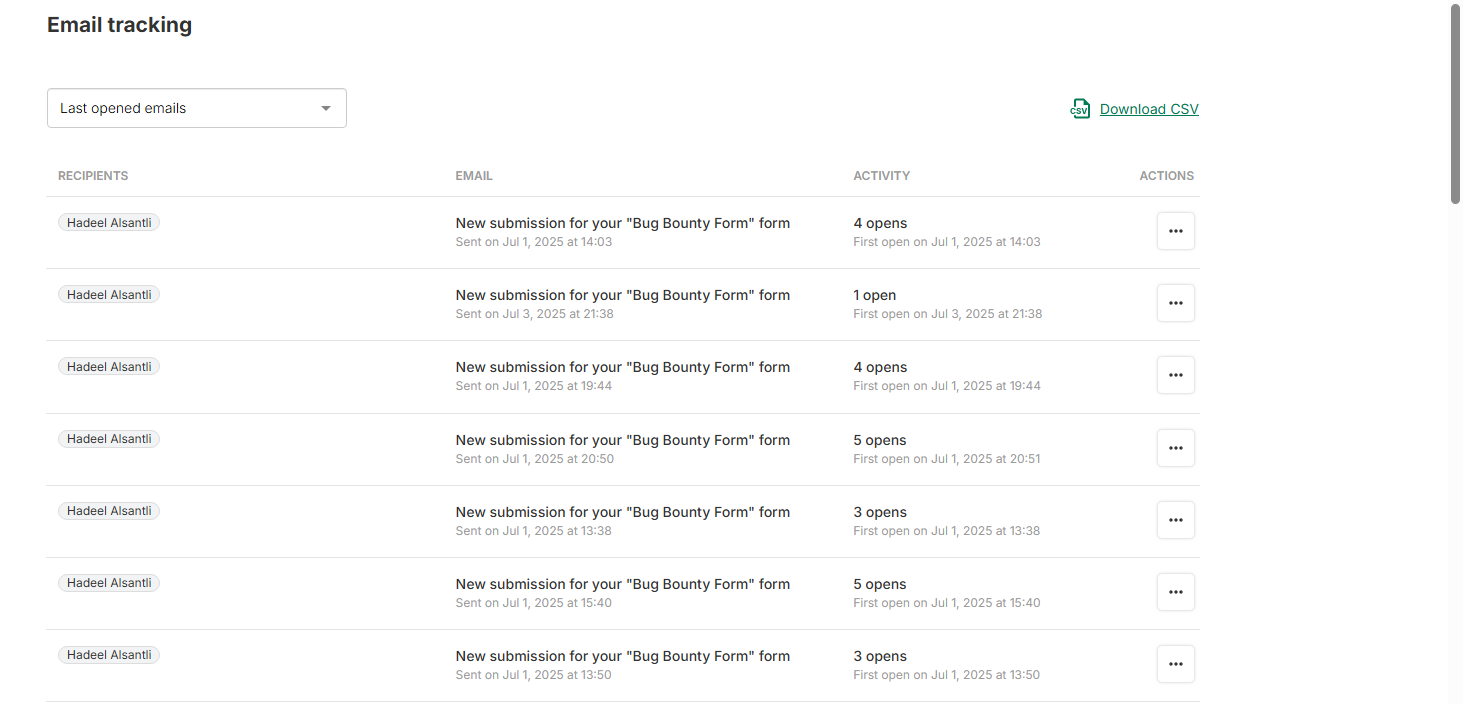 Email tracking
Last opened emails
CSV Download CSV
RECIPIENTS EMAIL ACTIVITY ACTIONS
Hadeel Alsantli New submission for your "Bug Bounty Form" form 4 opens
Sent on Jul 1, 2025 at 14:03 First open on Jul 1, 2025 at 14:03
Hadeel Alsantli New submission for your "Bug Bounty Form" form 1 open
Sent on Jul 3, 2025 at 21:38 First open on Jul 3, 2025 at 21:38
Hadeel Alsantli New submission for your "Bug Bounty Form" form 4 opens
Sent on Jul 1, 2025 at 19:44 First open on Jul 1, 2025 at 19:44
Hadeel Alsantli New submission for your "Bug Bounty Form" form 5 opens
Sent on Jul 1, 2025 at 20:50 First open on Jul 1, 2025 at 20:51
Hadeel Alsantli New submission for your "Bug Bounty Form" form 3 opens
Sent on Jul 1, 2025 at 13:38 First open on Jul 1, 2025 at 13:38
Hadeel Alsantli New submission for your "Bug Bounty Form" form 5 opens
Sent on Jul 1, 2025 at 15:40 First open on Jul 1, 2025 at 15:40
Hadeel Alsantli New submission for your "Bug Bounty Form" form 3 opens
Sent on Jul 1, 2025 at 13:50 First open on Jul 1, 2025 at 13:50